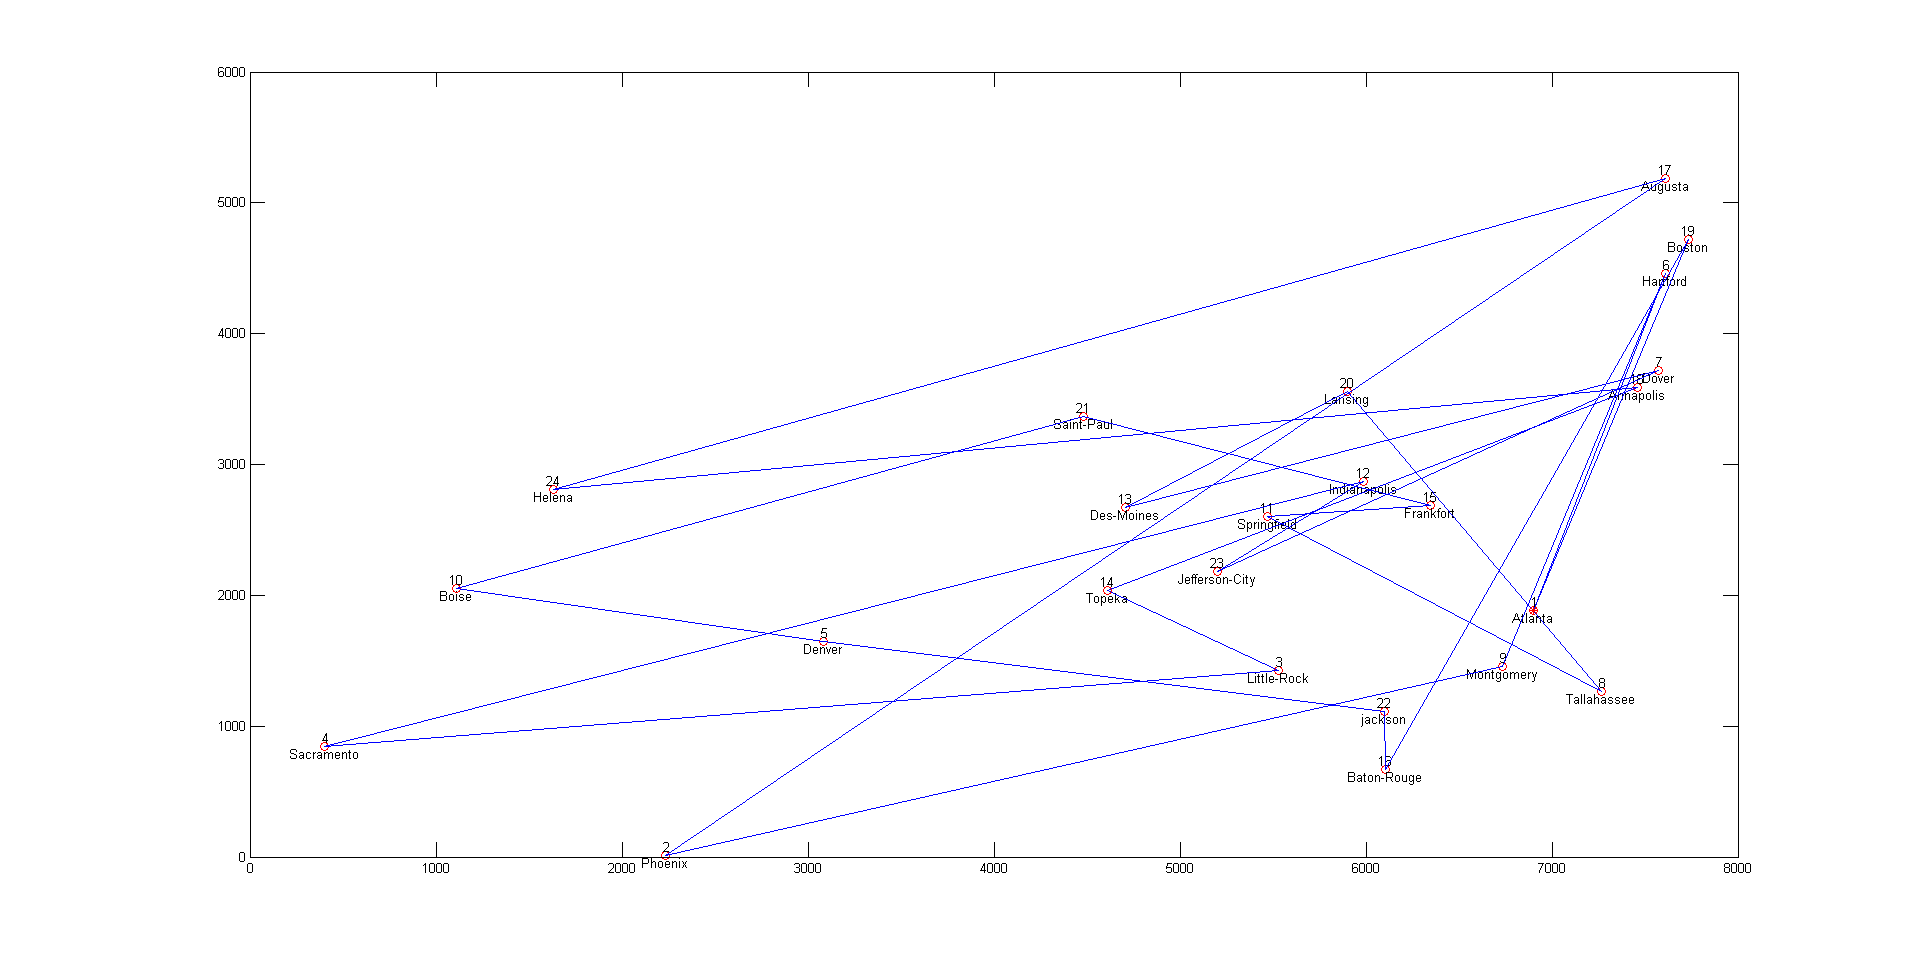 6000
17
Augusta
5000
19
Boston
6
Hartford
4000
7
Dover
18
Annapolis
20
Lansing
21
Saint-Paul
3000
24
Helena
12
Indianapolis
13
Des-Moines
15
Frankfort
11
Springfield
23
Jefferson-City
10
Boise
14
Topeka
2000
1
Atlanta
5
Denver
3
Little-Rock
9
Montgomery
8
Tallahassee
22
jackson
1000
4
Sacramento
16
Baton-Rouge
2
Phoenix
0
0 1000 2000 3000 4000 5000 6000 7000 8000